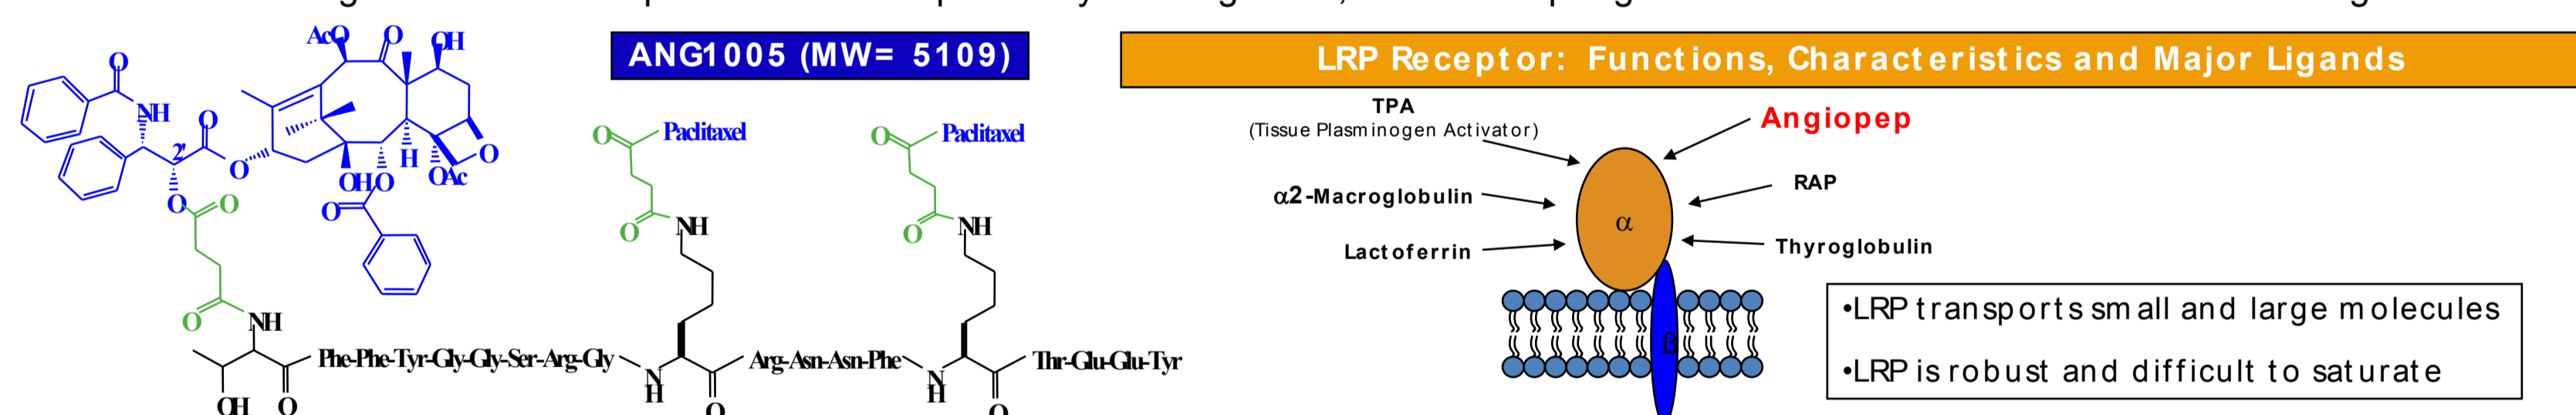 ANG1005 (MW= 5109)
AcO
O
OH
O
NH
2'
O
O
O
O
H
O
OAc
OH
O
O
O
O
NH
OH
O
O
Paclitaxel
O
NH
O
Paclitaxel
O
NH
Phe-Phe-Tyr-Gly-Gly-Ser-Arg-Gly
N
H
O
Arg-Asn-Asn-Phe
N
H
O
Thr-Glu-Glu-Tyr
LRP Receptor: Functions, Characteristics and Major Ligands
TPA
(Tissue Plasminogen Activator)
Angiopep
α2-Macroglobulin
RAP
Lactoferrin
Thyroglobulin
α
β
•LRP transports small and large molecules
•LRP is robust and difficult to saturate